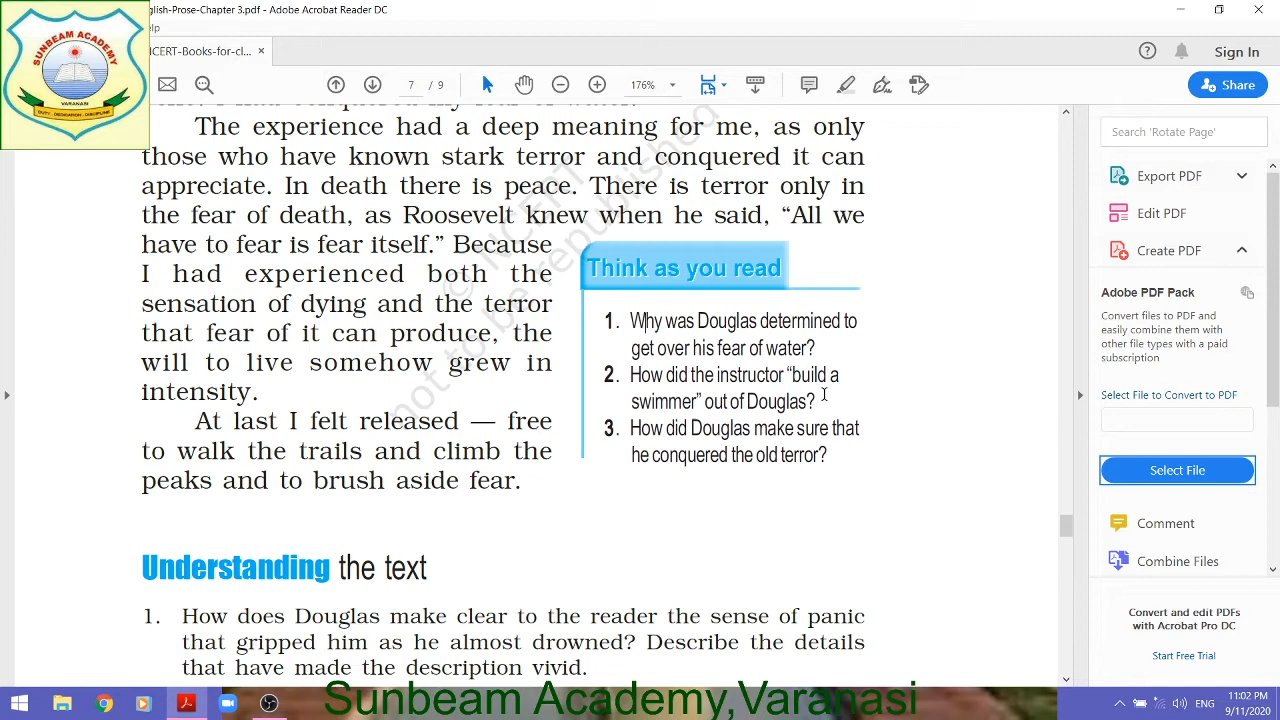 nglish-Prose-Chapter 3.pdf - Adobe Acrobat Reader DC
elp
SUNBEAM ACADEMY
VARANASI
DUTY - DEDICATION - DISCIPLINE
NCERT-Books-for-cl... ×
Sign In
7 / 9
176%
Share
The experience had a deep meaning for me, as only
those who have known stark terror and conquered it can
appreciate. In death there is peace. There is terror only in
the fear of death, as Roosevelt knew when he said, “All we
have to fear is fear itself.” Because
I had experienced both the
sensation of dying and the terror
that fear of it can produce, the
will to live somehow grew in
intensity.
At last I felt released — free
to walk the trails and climb the
peaks and to brush aside fear.
© NCERT
not to be republished
Think as you read
1. Why was Douglas determined to
get over his fear of water?
2. How did the instructor “build a
swimmer” out of Douglas?
3. How did Douglas make sure that
he conquered the old terror?
Understanding the text
1. How does Douglas make clear to the reader the sense of panic
that gripped him as he almost drowned? Describe the details
that have made the description vivid.
Search 'Rotate Page'
Export PDF
Edit PDF
Create PDF
Adobe PDF Pack
Convert files to PDF and
easily combine them with
other file types with a paid
subscription
Select File to Convert to PDF
Select File
Comment
Combine Files
Convert and edit PDFs
with Acrobat Pro DC
Start Free Trial
Sunbeam Academy,Varanasi
ENG
11:02 PM
9/11/2020